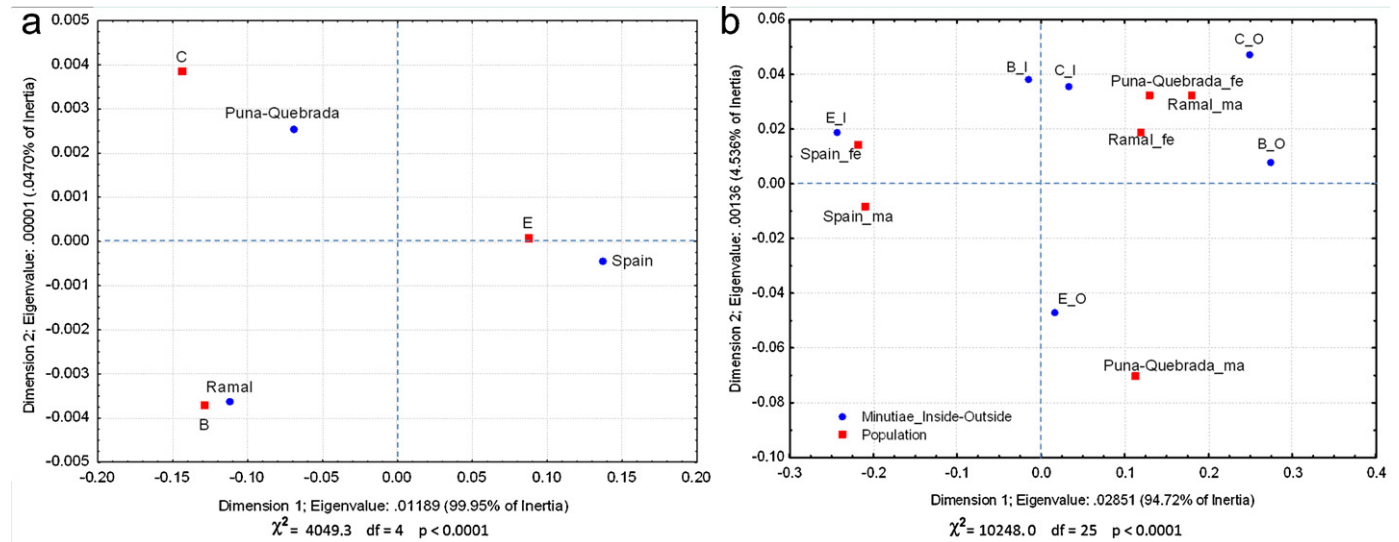 a
C
Puna-Quebrada
E
Spain
Ramal
B
0.005
0.004
0.003
0.002
0.001
0.000
-0.001
-0.002
-0.003
-0.004
-0.005
-0.20
-0.15
-0.10
-0.05
0.00
0.05
0.10
0.15
0.20
Dimension 2; Eigenvalue: .00001 (.0470% of Inertia)
Dimension 1; Eigenvalue: .01189 (99.95% of Inertia)
χ²= 4049.3 df = 4 p < 0.0001
b
C_O
B_I
C_I
Puna-Quebrada_fe
Ramal_ma
E_I
Ramal_fe
B_O
Spain_fe
Spain_ma
E_O
Puna-Quebrada_ma
Minutiae_Inside-Outside
Population
0.06
0.04
0.02
0.00
-0.02
-0.04
-0.06
-0.08
-0.10
-0.3
-0.2
-0.1
0.0
0.1
0.2
0.3
0.4
Dimension 2; Eigenvalue: .00136 (4.536% of Inertia)
Dimension 1; Eigenvalue: .02851 (94.72% of Inertia)
χ²= 10248.0 df = 25 p < 0.0001